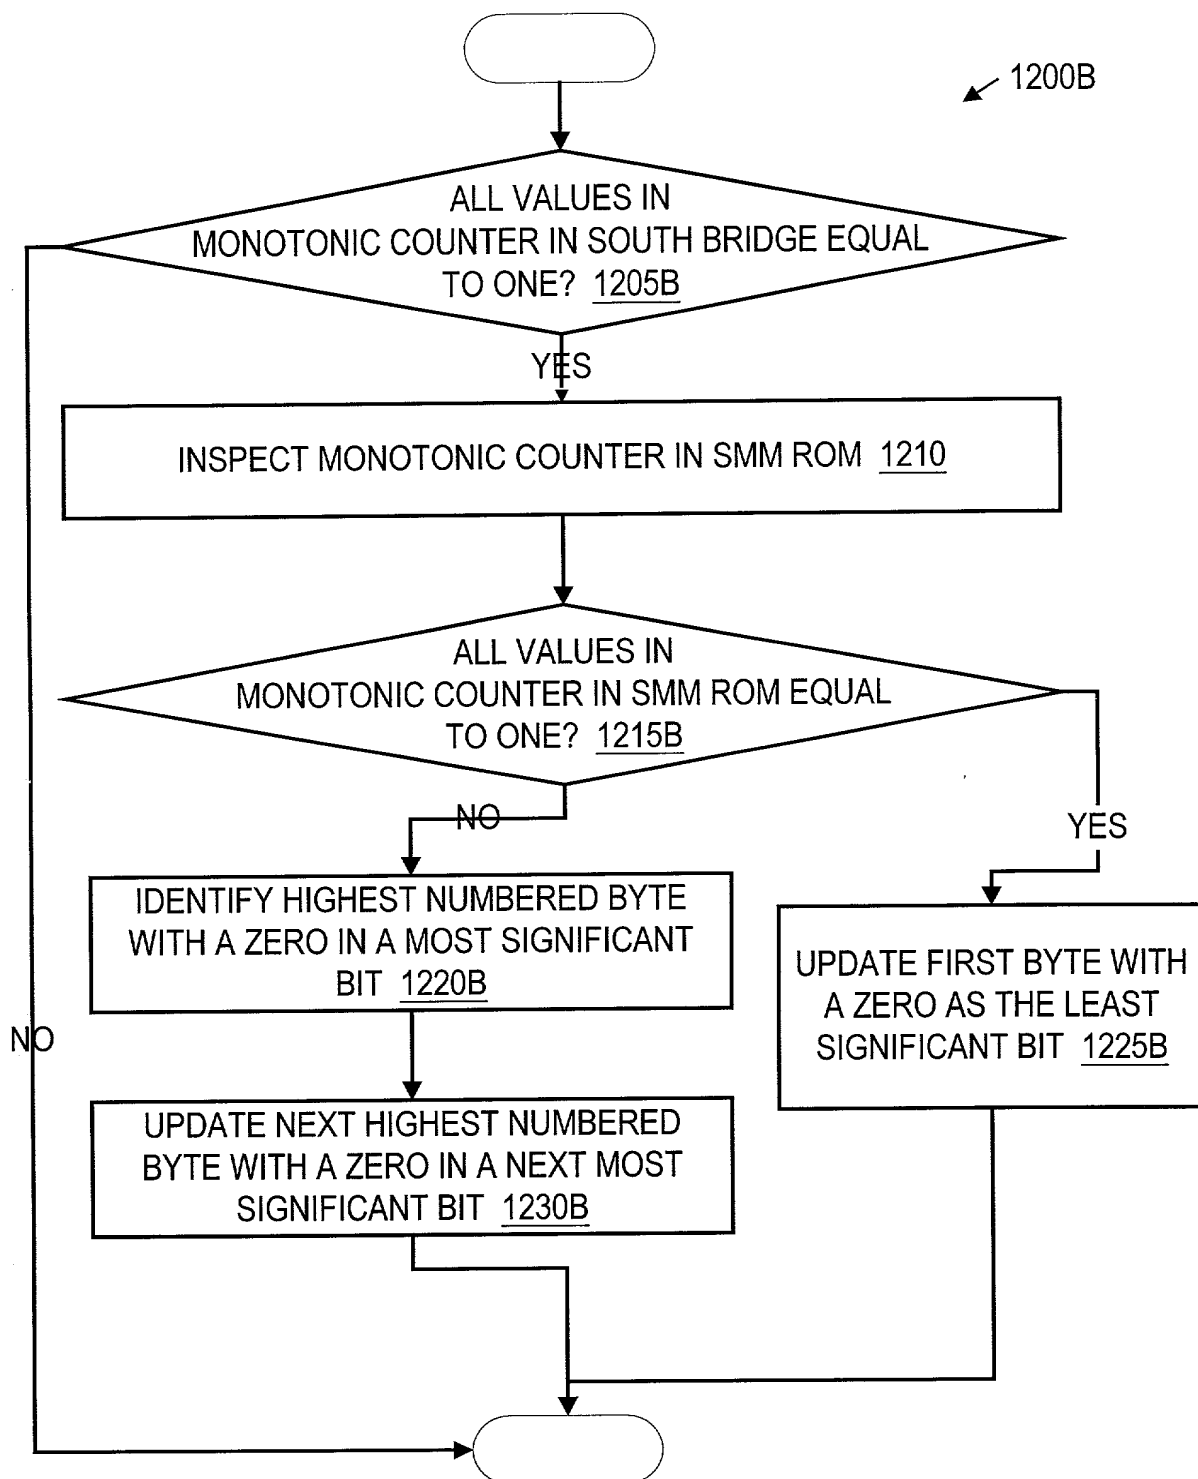 1200B
ALL VALUES IN
MONOTONIC COUNTER IN SOUTH BRIDGE EQUAL
TO ONE? 1205B
YES
INSPECT MONOTONIC COUNTER IN SMM ROM 1210
ALL VALUES IN
MONOTONIC COUNTER IN SMM ROM EQUAL
TO ONE? 1215B
NO
YES
IDENTIFY HIGHEST NUMBERED BYTE
WITH A ZERO IN A MOST SIGNIFICANT
BIT 1220B
UPDATE FIRST BYTE WITH
A ZERO AS THE LEAST
SIGNIFICANT BIT 1225B
NO
UPDATE NEXT HIGHEST NUMBERED
BYTE WITH A ZERO IN A NEXT MOST
SIGNIFICANT BIT 1230B